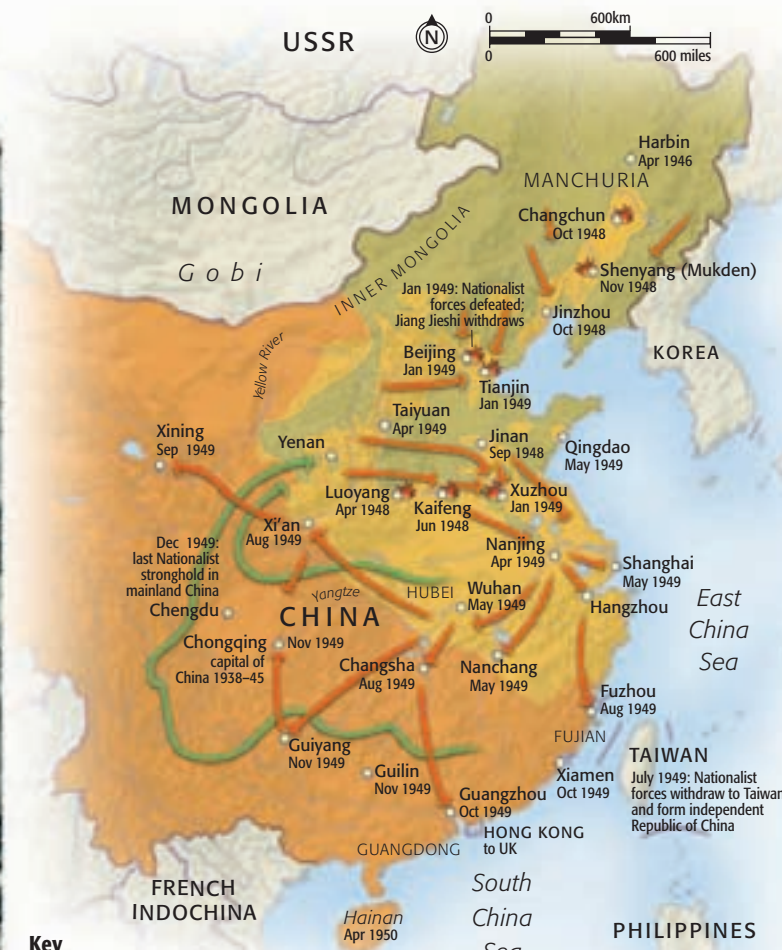 USSR
N
0
600km
0
600 miles
Harbin
Apr 1946
MANCHURIA
MONGOLIA
Changchun
Oct 1948
Gobi
INNER MONGOLIA
Shenyang (Mukden)
Nov 1948
Jan 1949: Nationalist
forces defeated;
Jiang Jieshi withdraws
Jinzhou
Oct 1948
Yellow River
Beijing
Jan 1949
KOREA
Tianjin
Jan 1949
Taiyuan
Apr 1949
Xining
Sep 1949
Yenan
Jinan
Sep 1948
Qingdao
May 1949
Luoyang
Apr 1948
Kaifeng
Jun 1948
Xuzhou
Jan 1949
Xi'an
Aug 1949
Dec 1949:
last Nationalist
stronghold in
mainland China
Chengdu
Nanjing
Apr 1949
Shanghai
May 1949
Yangtze
HUBEI
Wuhan
May 1949
Hangzhou
East
China
Sea
CHINA
Chongqing
Nov 1949
capital of
China 1938–45
Changsha
Aug 1949
Nanchang
May 1949
Fuzhou
Aug 1949
FUJIAN
Guiyang
Nov 1949
TAIWAN
July 1949: Nationalist
forces withdraw to Taiwan
and form independent
Republic of China
Guilin
Nov 1949
Xiamen
Oct 1949
Guangzhou
Oct 1949
HONG KONG
to UK
GUANGDONG
FRENCH
INDOCHINA
South
China
Sea
Hainan
Apr 1950
PHILIPPINES
Key